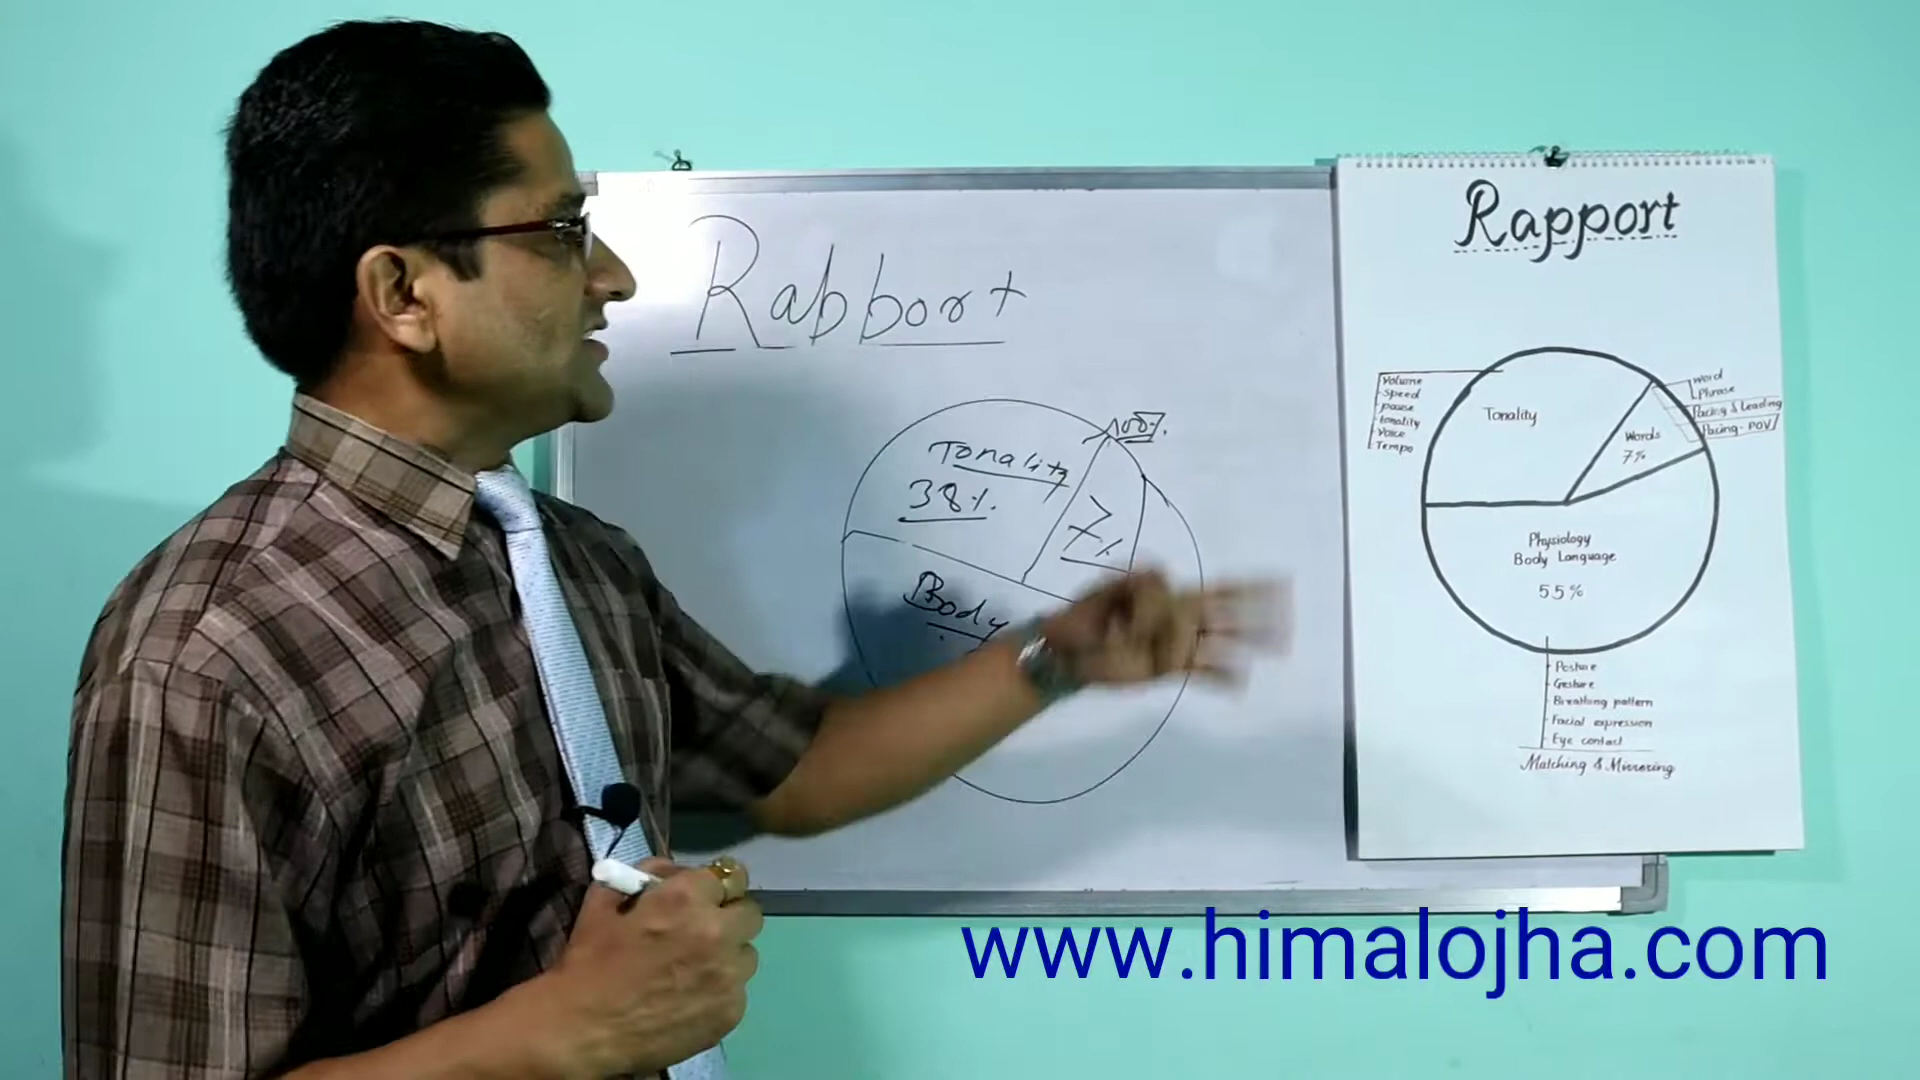 Rapport
100%.
Tonality
38%.
7%
Body
Rapport
Volume
Speed
pause
tonality
Voice
Tempo
Tonality
Words
7%
word
Phrase
Pacing & Leading
Pacing - POV
Physiology
Body Language
55%
Posture
Gesture
Breathing pattern
Facial expression
Eye contact
Matching & Mirroring
www.himalojha.com